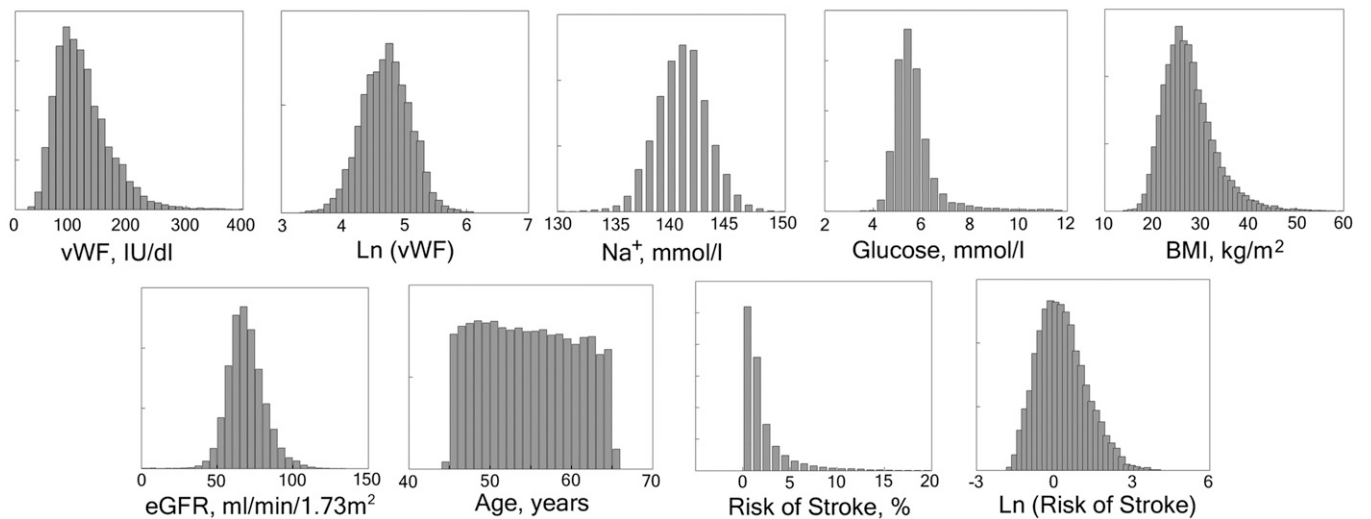 0 100 200 300 400
vWF, IU/dl
3 4 5 6 7
Ln (vWF)
130 135 140 145 150
Na⁺, mmol/l
2 4 6 8 10 12
Glucose, mmol/l
10 20 30 40 50 60
BMI, kg/m²
0 50 100 150
eGFR, ml/min/1.73m²
40 50 60 70
Age, years
0 5 10 15 20
Risk of Stroke, %
-3 0 3 6
Ln (Risk of Stroke)